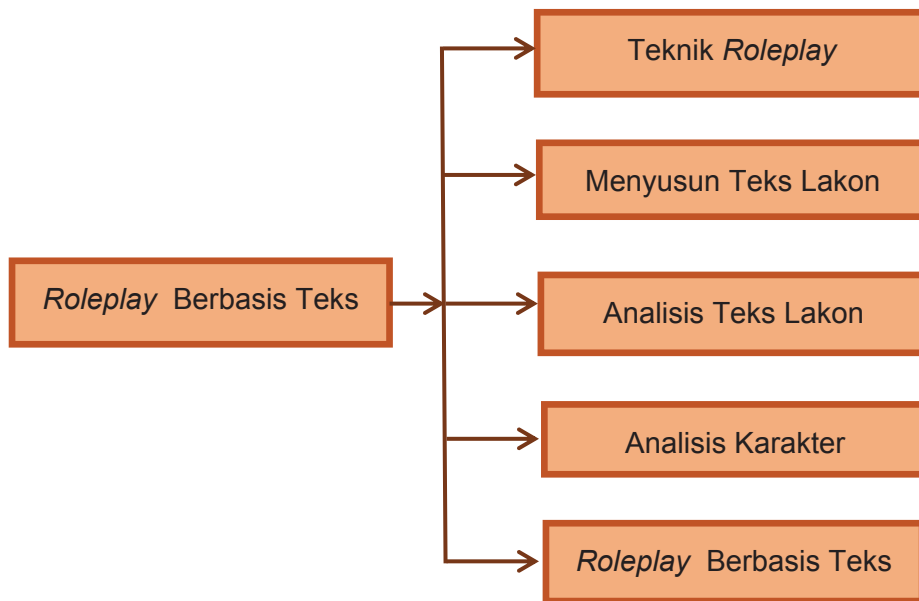 Teknik Roleplay
Menyusun Teks Lakon
Roleplay Berbasis Teks
Analisis Teks Lakon
Analisis Karakter
Roleplay Berbasis Teks